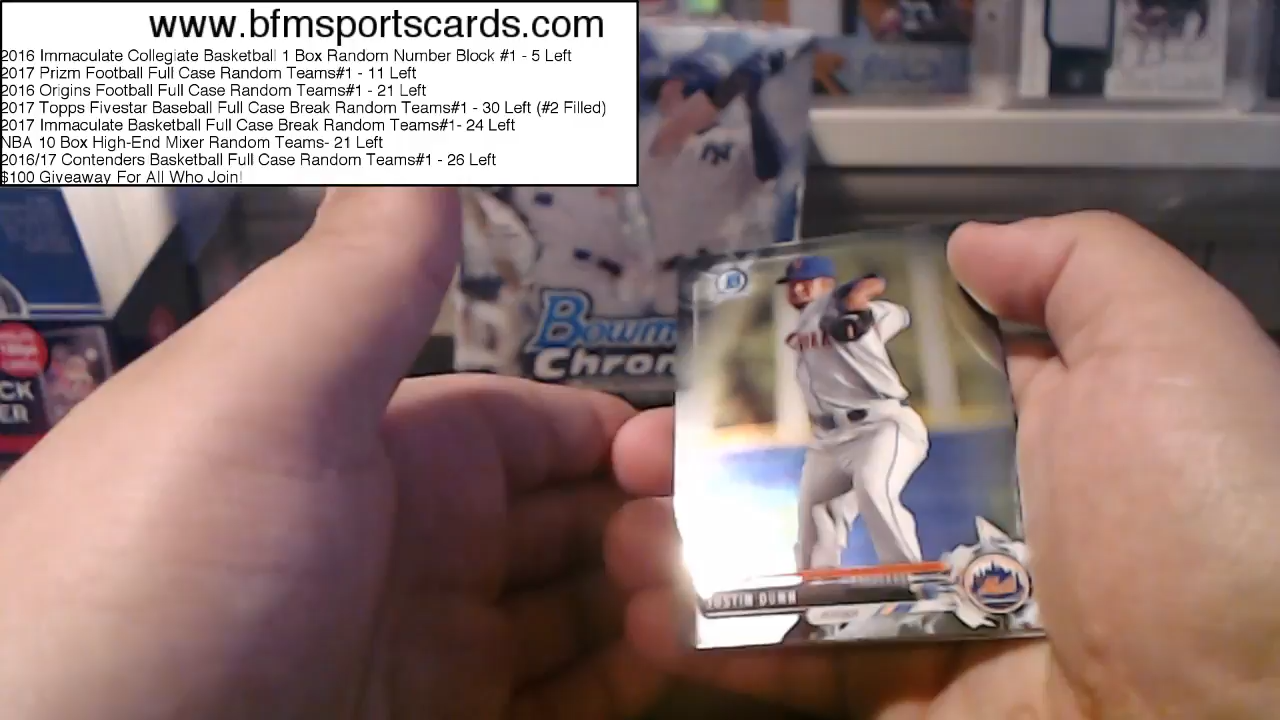 www.bfmsportscards.com
2016 Immaculate Collegiate Basketball 1 Box Random Number Block #1 - 5 Left
2017 Prizm Football Full Case Random Teams#1 - 11 Left
2016 Origins Football Full Case Random Teams#1 - 21 Left
2017 Topps Fivestar Baseball Full Case Break Random Teams#1 - 30 Left (#2 Filled)
2017 Immaculate Basketball Full Case Break Random Teams#1- 24 Left
NBA 10 Box High-End Mixer Random Teams- 21 Left
2016/17 Contenders Basketball Full Case Random Teams#1 - 26 Left
$100 Giveaway For All Who Join!
Bowm
Chron
CK
ER
JUSTIN DUNN